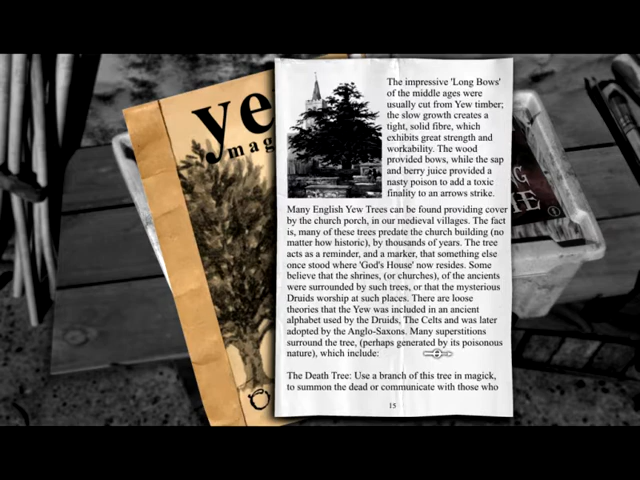 ye
mag
The impressive 'Long Bows'
of the middle ages were
usually cut from Yew timber;
the slow growth creates a
tight, solid fibre, which
exhibits great strength and
workability. The wood
provided bows, while the sap
and berry juice provided a
nasty poison to add a toxic
finality to an arrows strike.
Many English Yew Trees can be found providing cover
by the church porch, in our medieval villages. The fact
is, many of these trees predate the church building (no
matter how historic), by thousands of years. The tree
acts as a reminder, and a marker, that something else
once stood where 'God's House' now resides. Some
believe that the shrines, (or churches), of the ancients
were surrounded by such trees, or that the mysterious
Druids worship at such places. There are loose
theories that the Yew was included in an ancient
alphabet used by the Druids, The Celts and was later
adopted by the Anglo-Saxons. Many superstitions
surround the tree, (perhaps generated by its poisonous
nature), which include:
The Death Tree: Use a branch of this tree in magick,
to summon the dead or communicate with those who
15